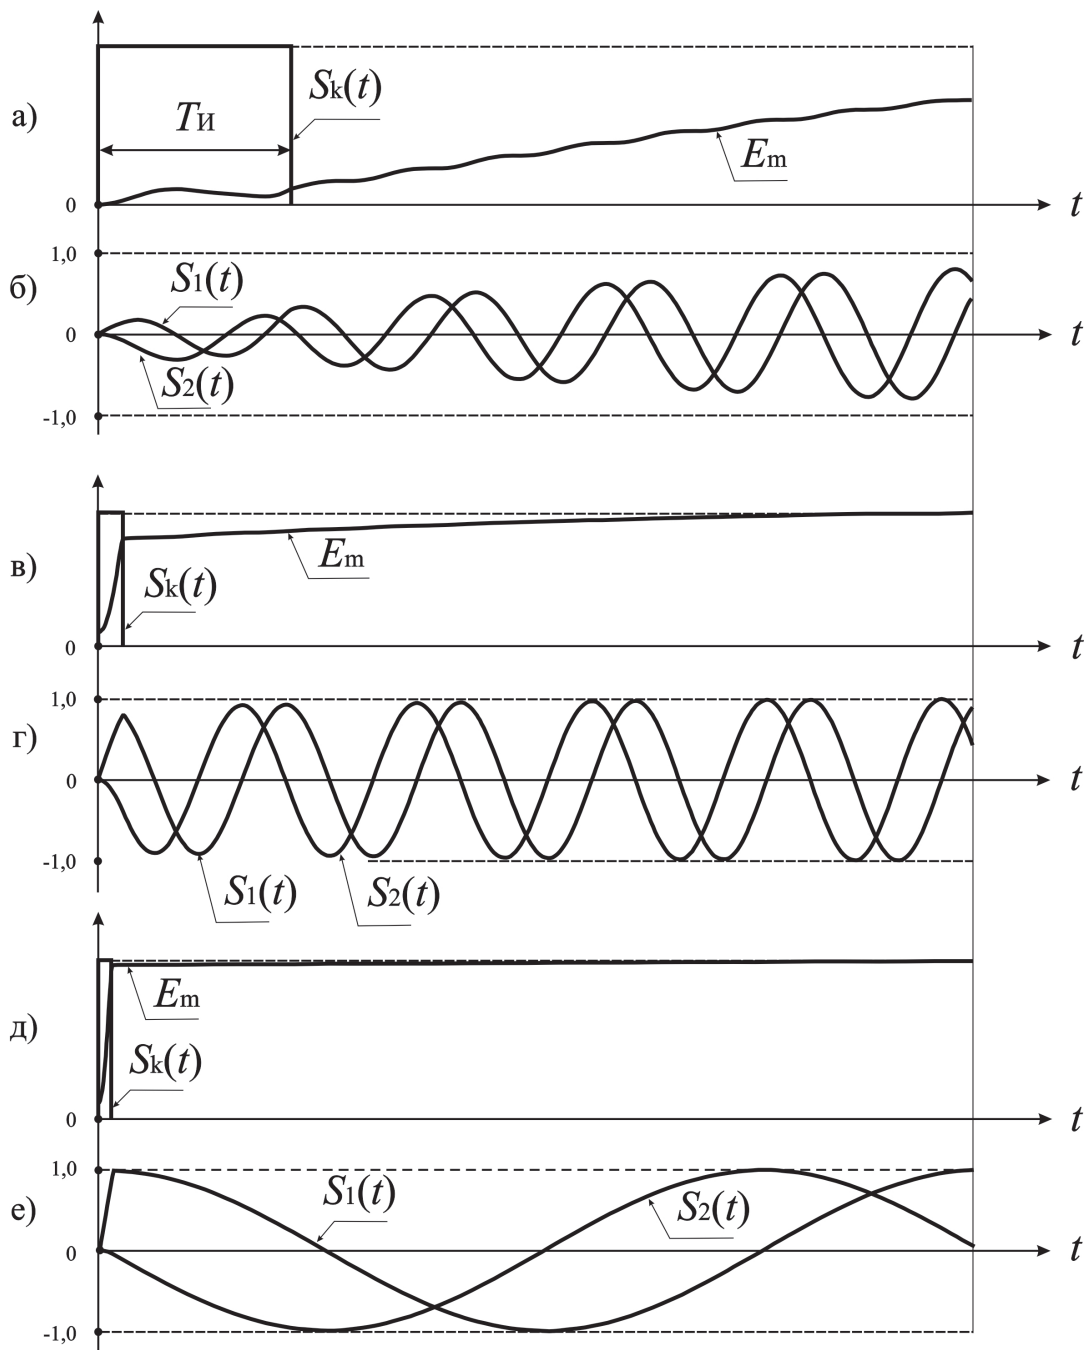 а)
Tи
Sk(t)
Em
0
t
1,0
б)
S1(t)
0
t
S2(t)
-1,0
в)
Em
Sk(t)
0
t
1,0
г)
0
t
-1,0
S1(t)
S2(t)
Em
д)
Sk(t)
0
t
1,0
е)
S1(t)
S2(t)
0
t
-1,0